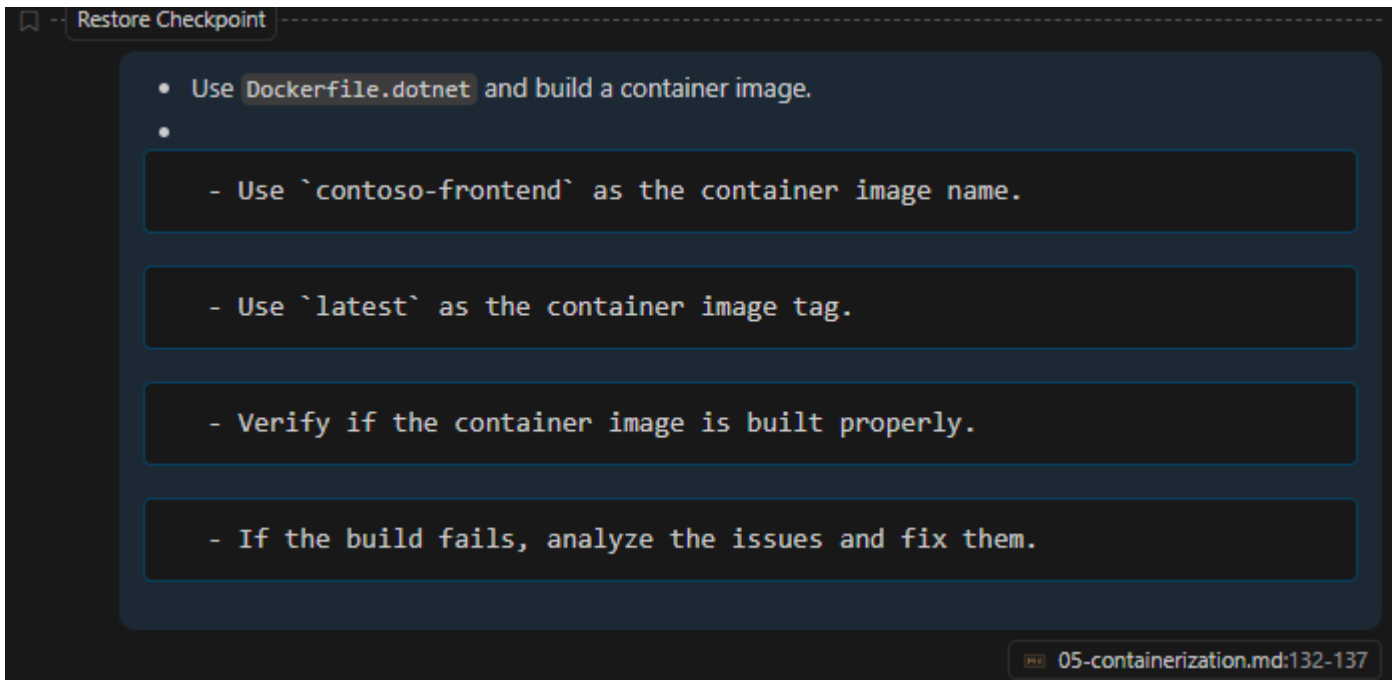 Restore Checkpoint
• Use Dockerfile.dotnet and build a container image.
•
- Use `contoso-frontend` as the container image name.
- Use `latest` as the container image tag.
- Verify if the container image is built properly.
- If the build fails, analyze the issues and fix them.
05-containerization.md:132-137